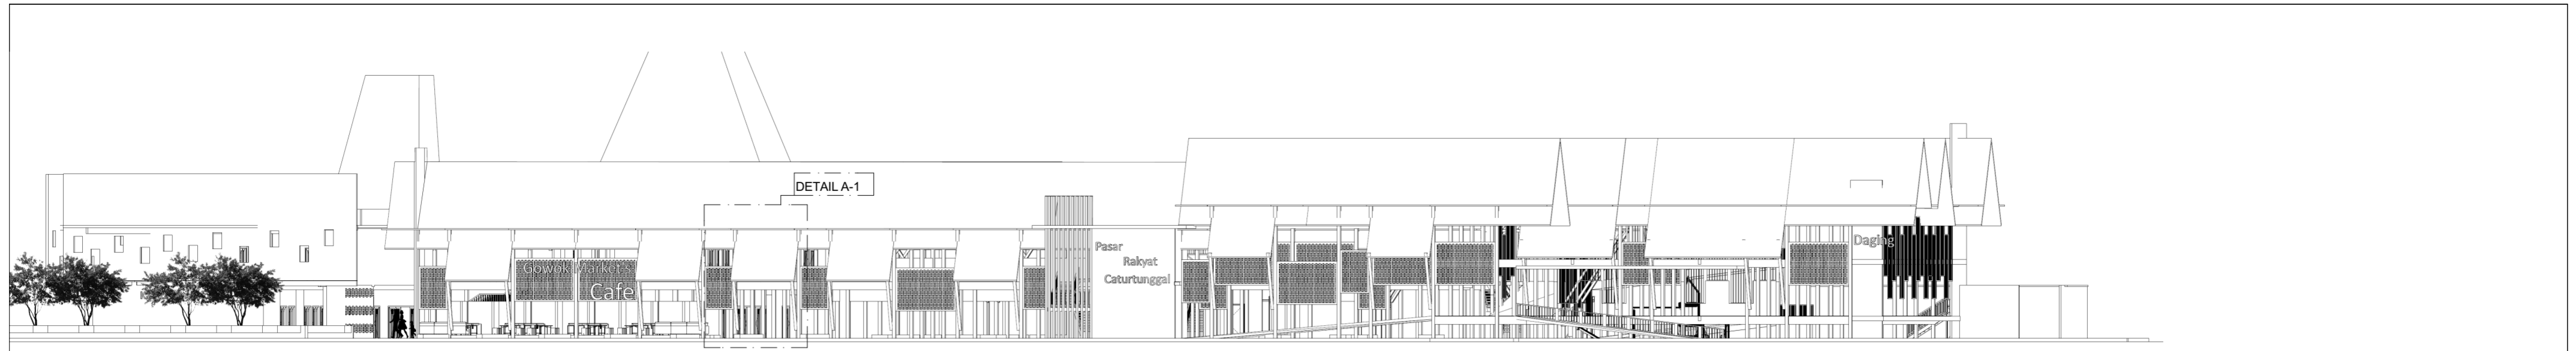 DETAIL A-1
Gowok Market's
Cafe
Pasar
Rakyat
Caturtunggal
Daging